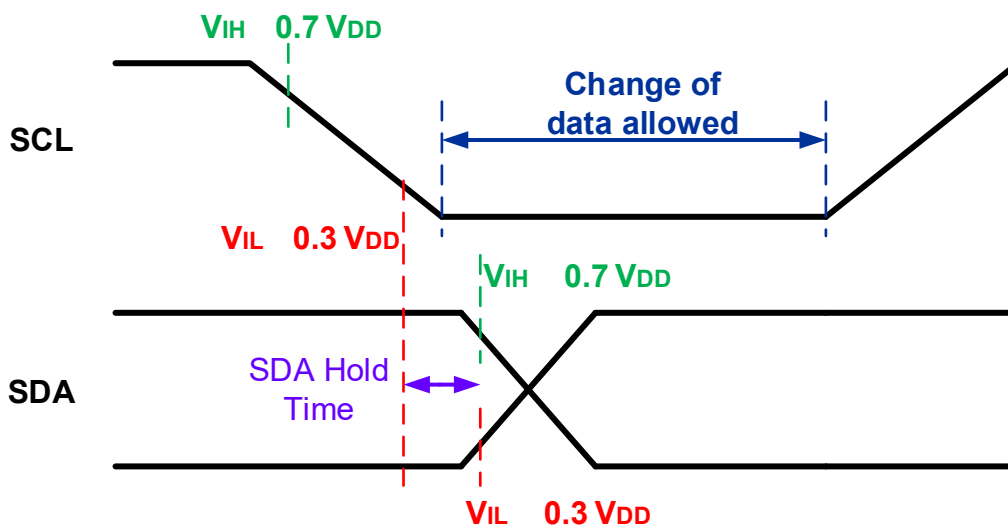 VIH 0.7 VDD
Change of
data allowed
SCL
VIL 0.3 VDD
VIH 0.7 VDD
SDA Hold
Time
SDA
VIL 0.3 VDD